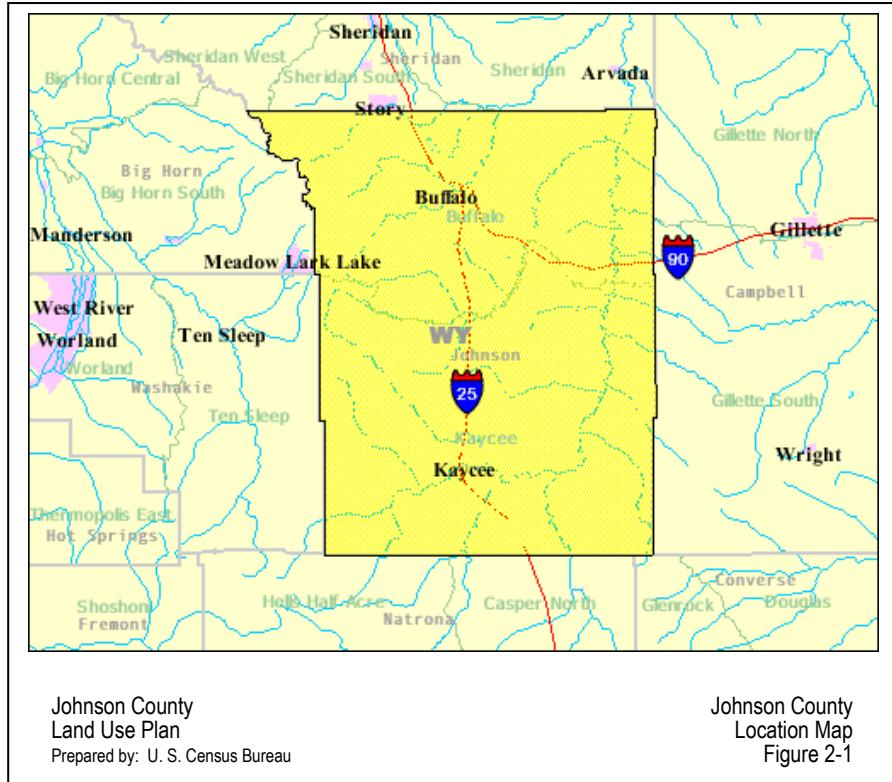 Sheridan
Sheridan West
Sheridan
Big Horn Central
Sheridan South
Sheridan
Arvada
Story
Gillette North
Big Horn
Big Horn South
Buffalo
Buffalo
Manderson
Gillette
Meadow Lark Lake
90
Campbell
West River
Worland
Ten Sleep
WY
Johnson
Worland
Washakie
25
Ten Sleep
Gillette South
Kaycee
Kaycee
Wright
Thermopolis East
Hot Springs
Converse
Shoshoni
Hells Half-Acre
Casper North
Glenrock
Douglas
Fremont
Natrona
Johnson County
Land Use Plan
Prepared by: U. S. Census Bureau
Johnson County
Location Map
Figure 2-1